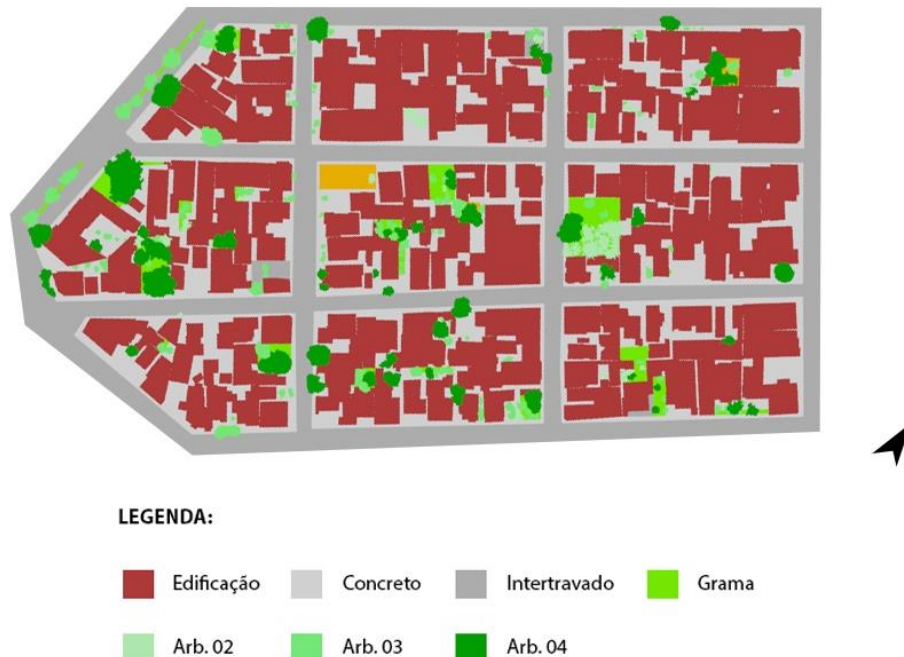 LEGENDA:
Edificação Concreto Intertravado Grama
Arb. 02 Arb. 03 Arb. 04